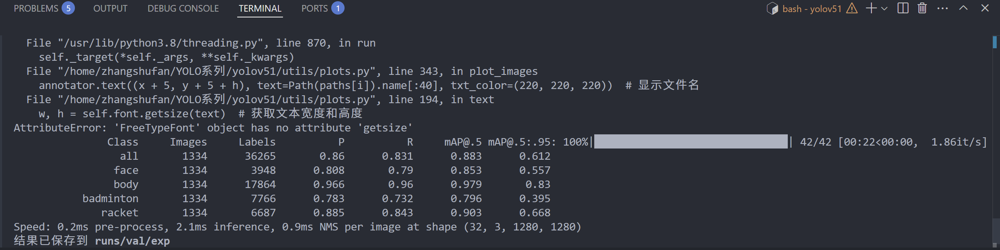 PROBLEMS 5 OUTPUT DEBUG CONSOLE TERMINAL PORTS 1 bash - yolov51
File "/usr/lib/python3.8/threading.py", line 870, in run
self._target(*self._args, **self._kwargs)
File "/home/zhangshufan/YOLO系列/yolov51/utils/plots.py", line 343, in plot_images
annotator.text((x + 5, y + 5 + h), text=Path(paths[i]).name[:40], txt_color=(220, 220, 220))  # 显示文件名
File "/home/zhangshufan/YOLO系列/yolov51/utils/plots.py", line 194, in text
w, h = self.font.getsize(text)  # 获取文本宽度和高度
AttributeError: 'FreeTypeFont' object has no attribute 'getsize'
Class Images Labels P R mAP@.5 mAP@.5:.95: 100%| | 42/42 [00:22<00:00,  1.86it/s]
all 1334 36265 0.86 0.831 0.883 0.612
face 1334 3948 0.808 0.79 0.853 0.557
body 1334 17864 0.966 0.96 0.979 0.83
badminton 1334 7766 0.783 0.732 0.796 0.395
racket 1334 6687 0.885 0.843 0.903 0.668
Speed: 0.2ms pre-process, 2.1ms inference, 0.9ms NMS per image at shape (32, 3, 1280, 1280)
结果已保存到 runs/val/exp